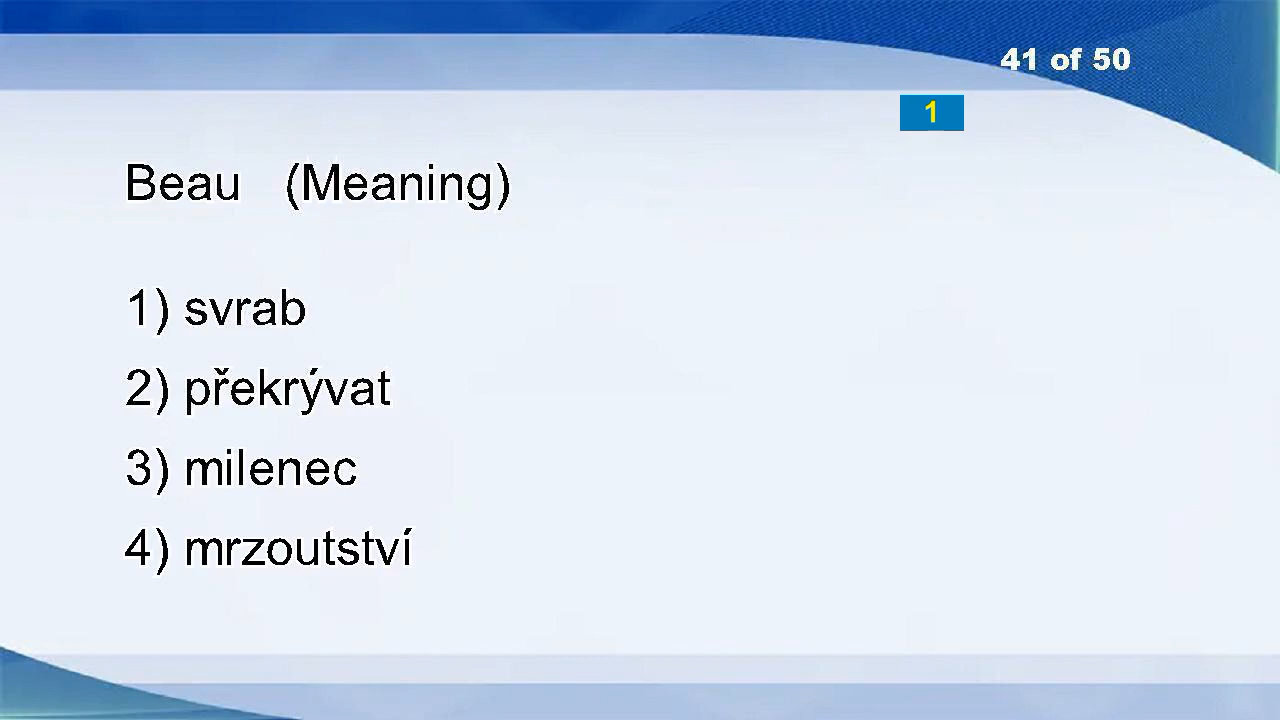 41 of 50
1
Beau (Meaning)
1) svrab
2) překrývat
3) milenec
4) mrzoutství